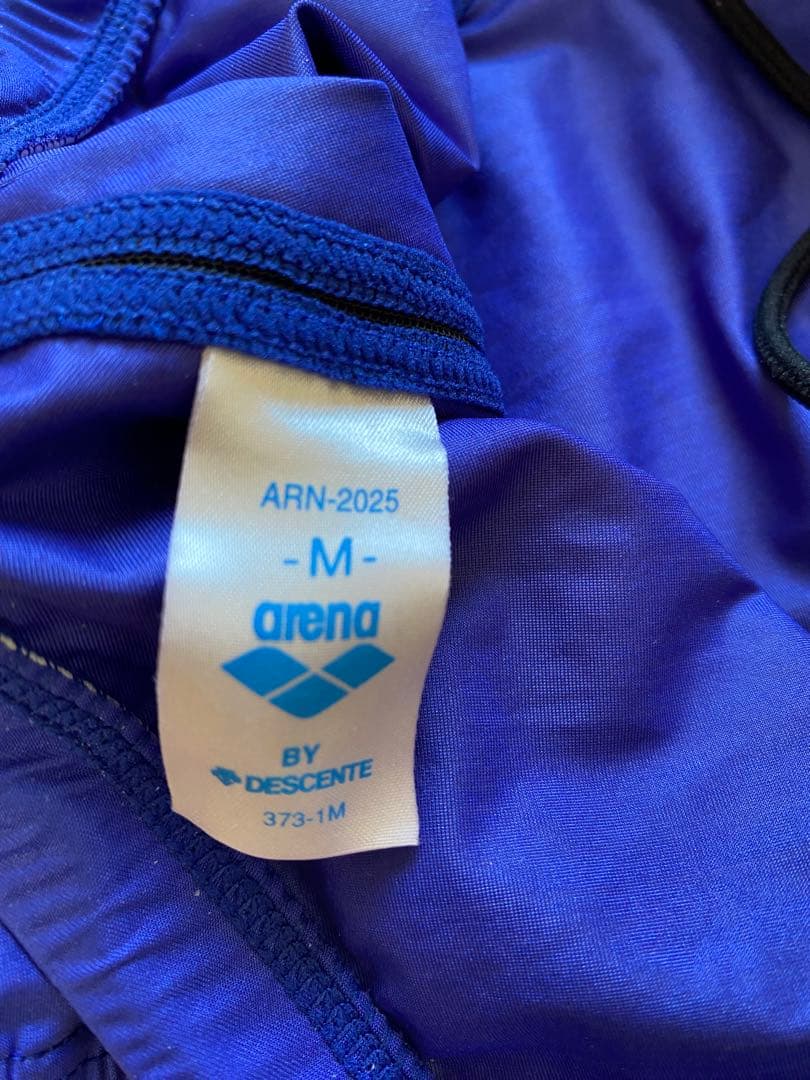 ARN-2025
-M-
arena
BY
DESCENTE
373-1M